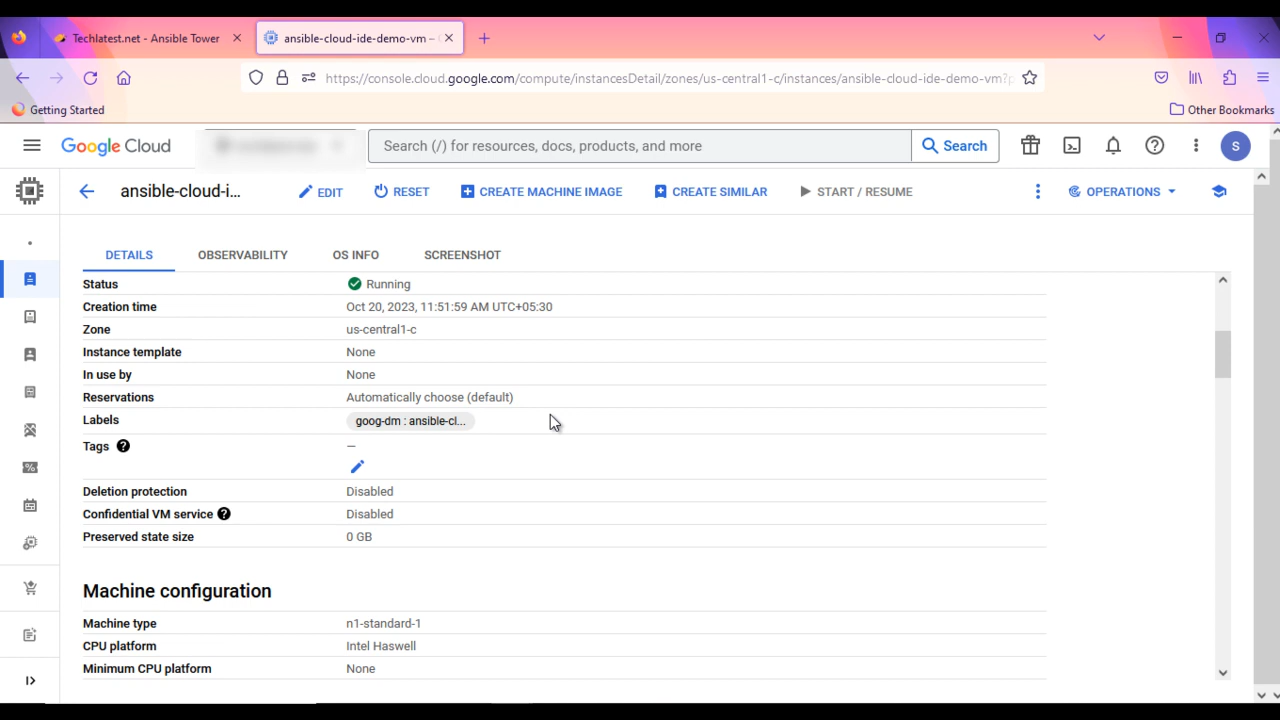 Techlatest.net - Ansible Tower
ansible-cloud-ide-demo-vm –
https://console.cloud.google.com/compute/instancesDetail/zones/us-central1-c/instances/ansible-cloud-ide-demo-vm?p
Getting Started
Other Bookmarks
Google Cloud
Search (/) for resources, docs, products, and more
Search
S
ansible-cloud-i...
EDIT
RESET
CREATE MACHINE IMAGE
CREATE SIMILAR
START / RESUME
OPERATIONS
DETAILS
OBSERVABILITY
OS INFO
SCREENSHOT
Status Running
Creation time Oct 20, 2023, 11:51:59 AM UTC+05:30
Zone us-central1-c
Instance template None
In use by None
Reservations Automatically choose (default)
Labels goog-dm : ansible-cl...
Tags —
Deletion protection Disabled
Confidential VM service Disabled
Preserved state size 0 GB
Machine configuration
Machine type n1-standard-1
CPU platform Intel Haswell
Minimum CPU platform None